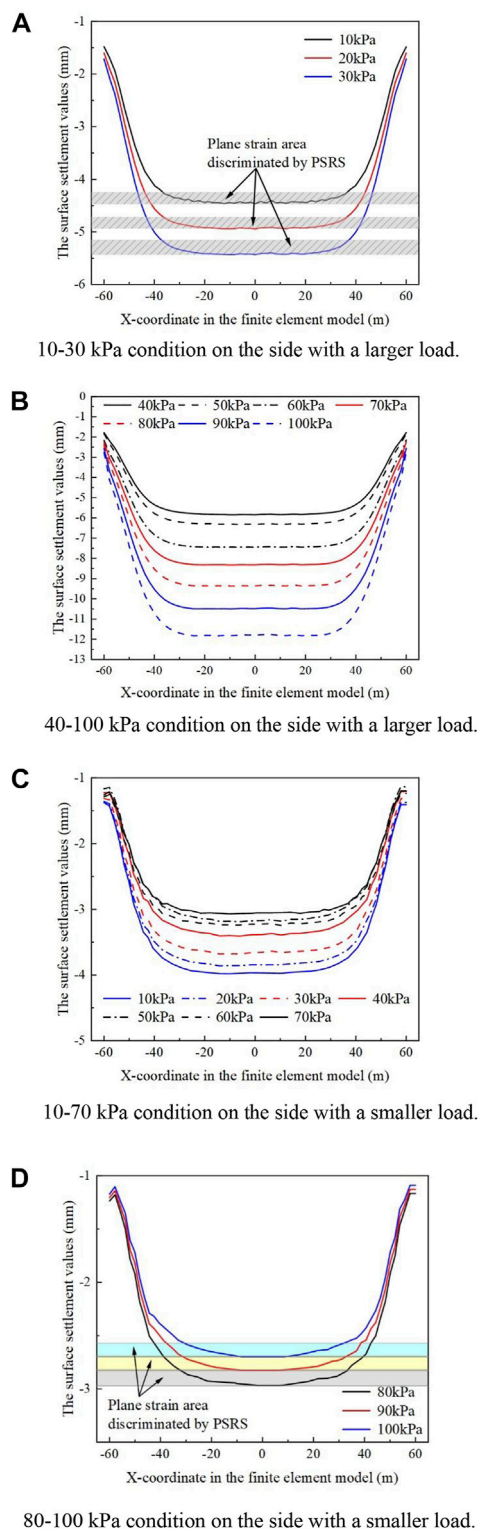 A
-1
10kPa
20kPa
-2
30kPa
-3
Plane strain area
discriminated by PSRS
-4
-5
-6
The surface settlement values (mm)
-60 -40 -20 0 20 40 60
X-coordinate in the finite element model (m)
10-30 kPa condition on the side with a larger load.
B
0
40kPa 50kPa 60kPa 70kPa
-1
80kPa 90kPa 100kPa
-2
-3
-4
-5
-6
-7
-8
-9
-10
-11
-12
-13
The surface settlement values (mm)
-60 -40 -20 0 20 40 60
X-coordinate in the finite element model (m)
40-100 kPa condition on the side with a larger load.
C
-1
-2
-3
-4
10kPa 20kPa 30kPa 40kPa
50kPa 60kPa 70kPa
-5
The surface settlement values (mm)
-60 -40 -20 0 20 40 60
X-coordinate in the finite element model (m)
10-70 kPa condition on the side with a smaller load.
D
-1
-2
-3
Plane strain area
discriminated by PSRS
80kPa
90kPa
100kPa
The surface settlement values (mm)
-60 -40 -20 0 20 40 60
X-coordinate in the finite element model (m)
80-100 kPa condition on the side with a smaller load.